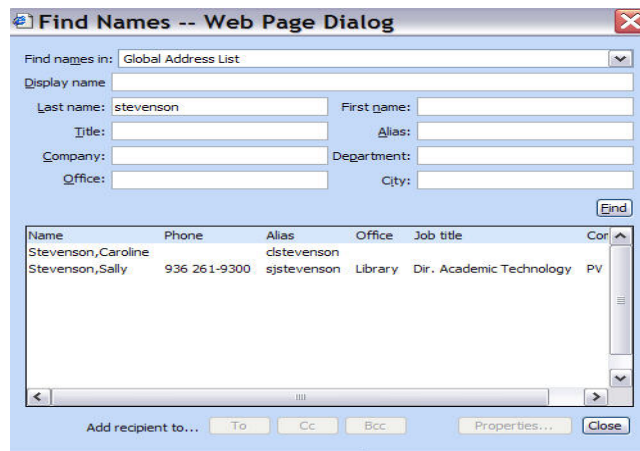 Find Names -- Web Page Dialog
Find names in: Global Address List
Display name
Last name: stevenson First name:
Title: Alias:
Company: Department:
Office: City:
Find
Name Phone Alias Office Job title Cor
Stevenson,Caroline clstevenson
Stevenson,Sally 936 261-9300 sjstevenson Library Dir. Academic Technology PV
Add recipient to... To Cc Bcc Properties... Close